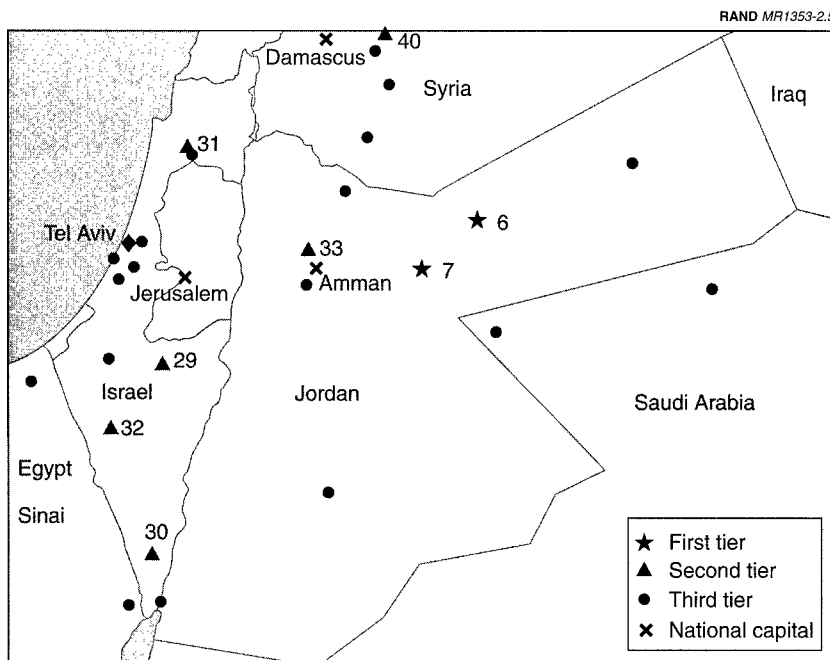 RAND MR1353-2.5
40
Damascus
Syria
Iraq
31
6
Tel Aviv
33
7
Jerusalem
Amman
29
Israel
Jordan
Saudi Arabia
32
Egypt
Sinai
30
First tier
Second tier
Third tier
National capital